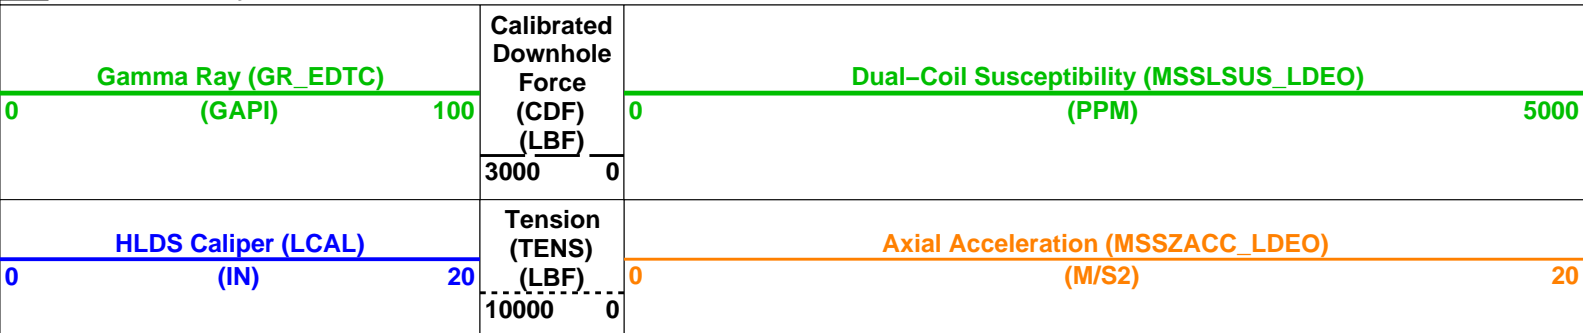 Gamma Ray (GR_EDTC)
0 (GAPI) 100
Calibrated
Downhole
Force
(CDF)
(LBF)
3000 0
Dual−Coil Susceptibility (MSSLSUS_LDEO)
0 (PPM) 5000
HLDS Caliper (LCAL)
0 (IN) 20
Tension
(TENS)
(LBF)
10000 0
Axial Acceleration (MSSZACC_LDEO)
0 (M/S2) 20